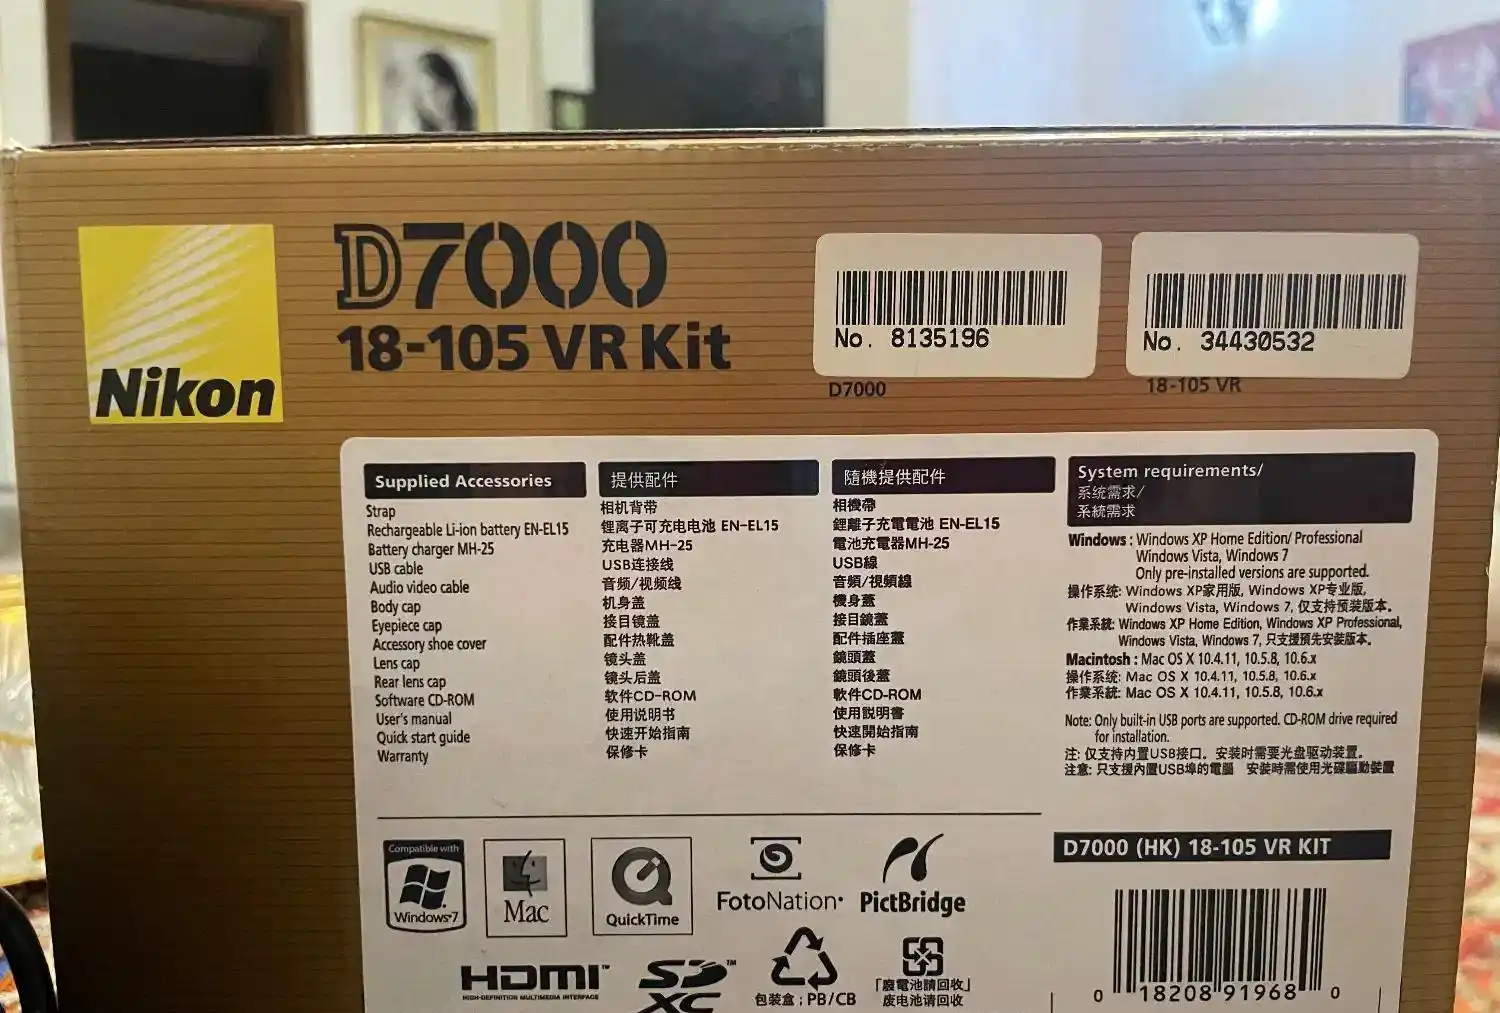 Nikon
D7000
18-105 VR Kit
No. 8135196
D7000
No. 34430532
18-105 VR
Supplied Accessories
Strap
Rechargeable Li-ion battery EN-EL15
Battery charger MH-25
USB cable
Audio video cable
Body cap
Eyepiece cap
Accessory shoe cover
Lens cap
Rear lens cap
Software CD-ROM
User's manual
Quick start guide
Warranty
提供配件
相机背带
锂离子可充电电池 EN-EL15
充电器MH-25
USB连接线
音频/视频线
机身盖
接目镜盖
配件热靴盖
镜头盖
镜头后盖
软件CD-ROM
使用说明书
快速开始指南
保修卡
隨機提供配件
相機帶
鋰離子充電電池 EN-EL15
電池充電器MH-25
USB線
音頻/視頻線
機身蓋
接目鏡蓋
配件插座蓋
鏡頭蓋
鏡頭後蓋
軟件CD-ROM
使用説明書
快速開始指南
保修卡
System requirements/
系统需求/
系統需求
Windows : Windows XP Home Edition/ Professional
Windows Vista, Windows 7
Only pre-installed versions are supported.
操作系统: Windows XP家用版, Windows XP专业版,
Windows Vista, Windows 7, 仅支持预装版本。
作業系統: Windows XP Home Edition, Windows XP Professional,
Windows Vista, Windows 7, 只支援預先安裝版本。
Macintosh : Mac OS X 10.4.11, 10.5.8, 10.6.x
操作系统: Mac OS X 10.4.11, 10.5.8, 10.6.x
作業系統: Mac OS X 10.4.11, 10.5.8, 10.6.x
Note: Only built-in USB ports are supported. CD-ROM drive required
for installation.
注: 仅支持内置USB接口。安装时需要光盘驱动装置。
注意: 只支援內置USB埠的電腦 安裝時需使用光碟驅動裝置
Compatible with
Windows 7
Mac
QuickTime
FotoNation
PictBridge
HDMI™
HIGH-DEFINITION MULTIMEDIA INTERFACE
SD™
XC
包装盒 ; PB/CB
「廢電池請回收」
废电池请回收
D7000 (HK) 18-105 VR KIT
0 18208 91968 0